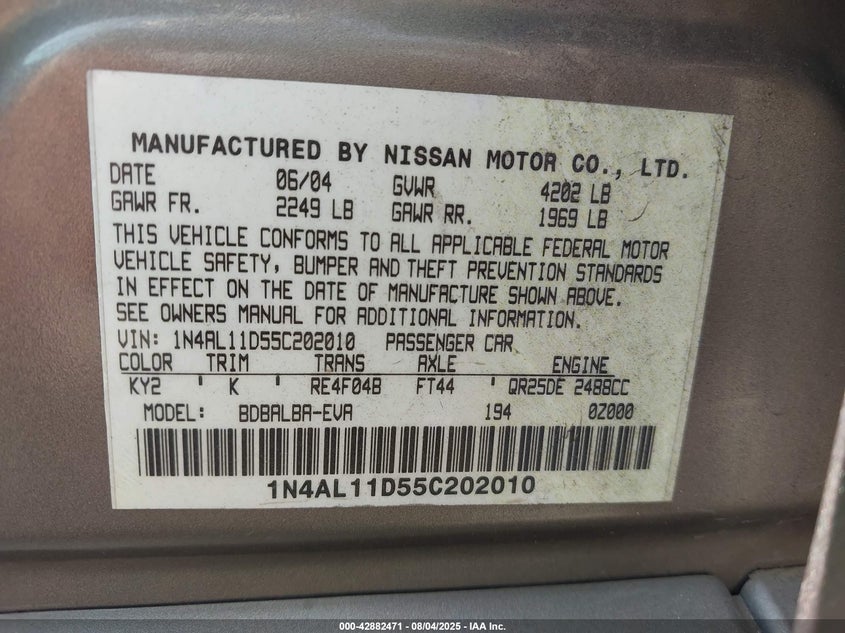 MANUFACTURED BY NISSAN MOTOR CO., LTD.
DATE 06/04 GVWR 4202 LB
GAWR FR. 2249 LB GAWR RR. 1969 LB
THIS VEHICLE CONFORMS TO ALL APPLICABLE FEDERAL MOTOR
VEHICLE SAFETY, BUMPER AND THEFT PREVENTION STANDARDS
IN EFFECT ON THE DATE OF MANUFACTURE SHOWN ABOVE.
SEE OWNERS MANUAL FOR ADDITIONAL INFORMATION.
VIN: 1N4AL11D55C202010 PASSENGER CAR
COLOR TRIM TRANS AXLE ENGINE
KY2 ' K RE4F04B FT44 ' QR25DE 2488CC
MODEL: BDBALBA-EVA 194 0Z000
1N4AL11D55C202010
000-42882471 - 08/04/2025 - IAA Inc.